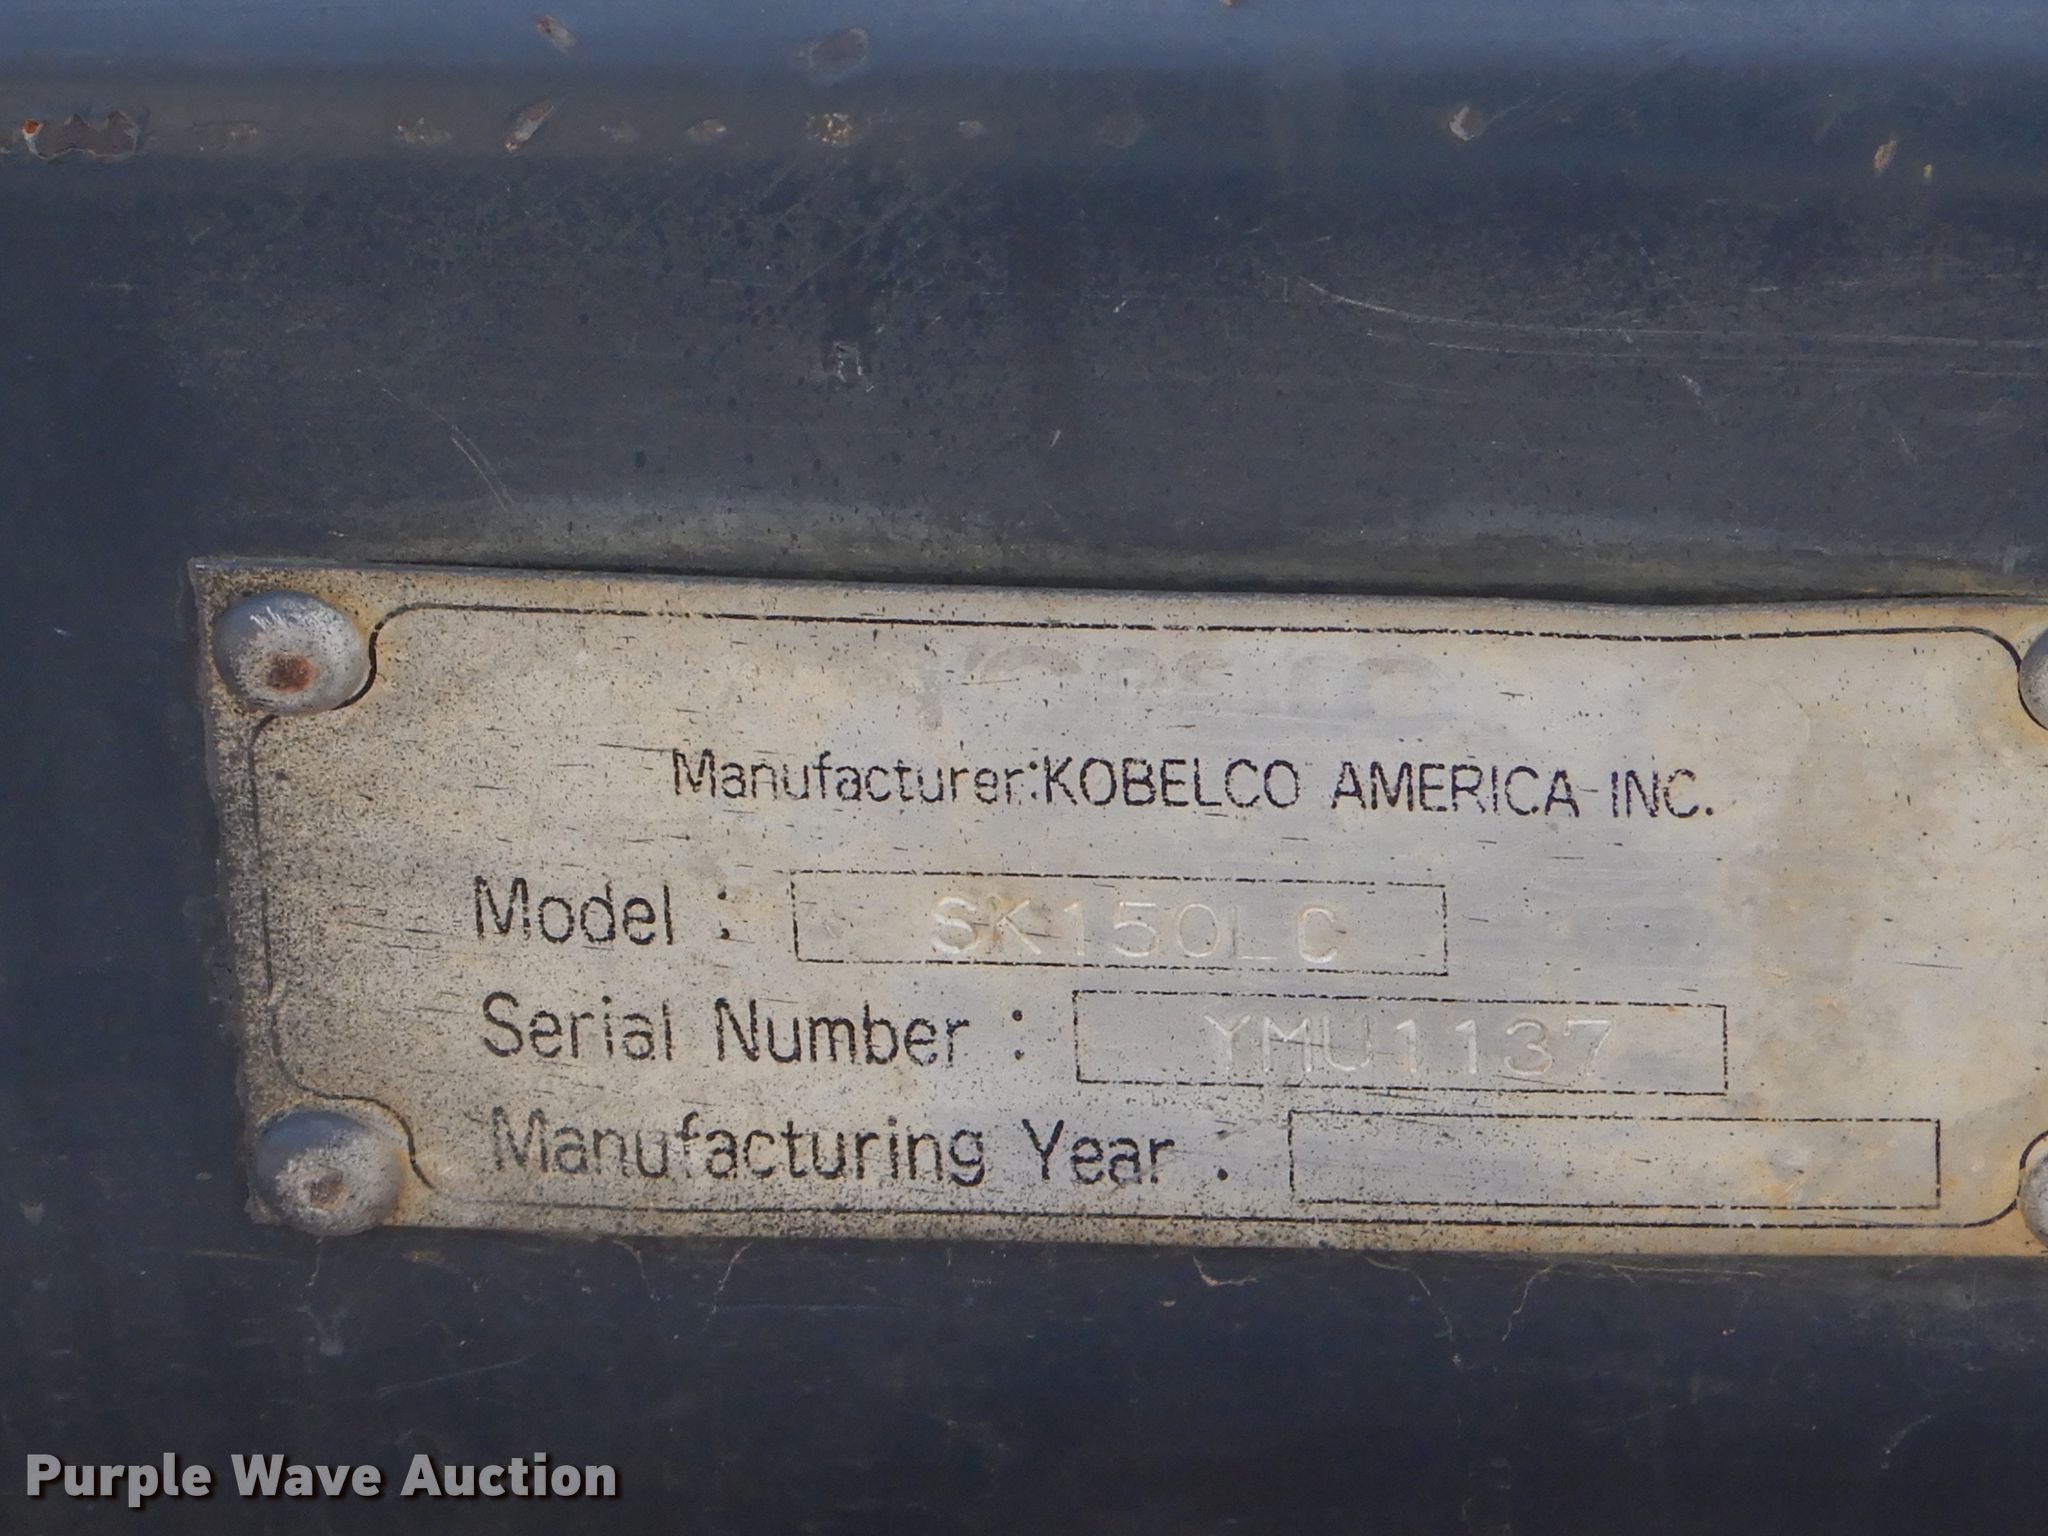 Manufacturer:KOBELCO AMERICA INC.
Model : SK150LC
Serial Number : YMU1137
Manufacturing Year :
Purple Wave Auction